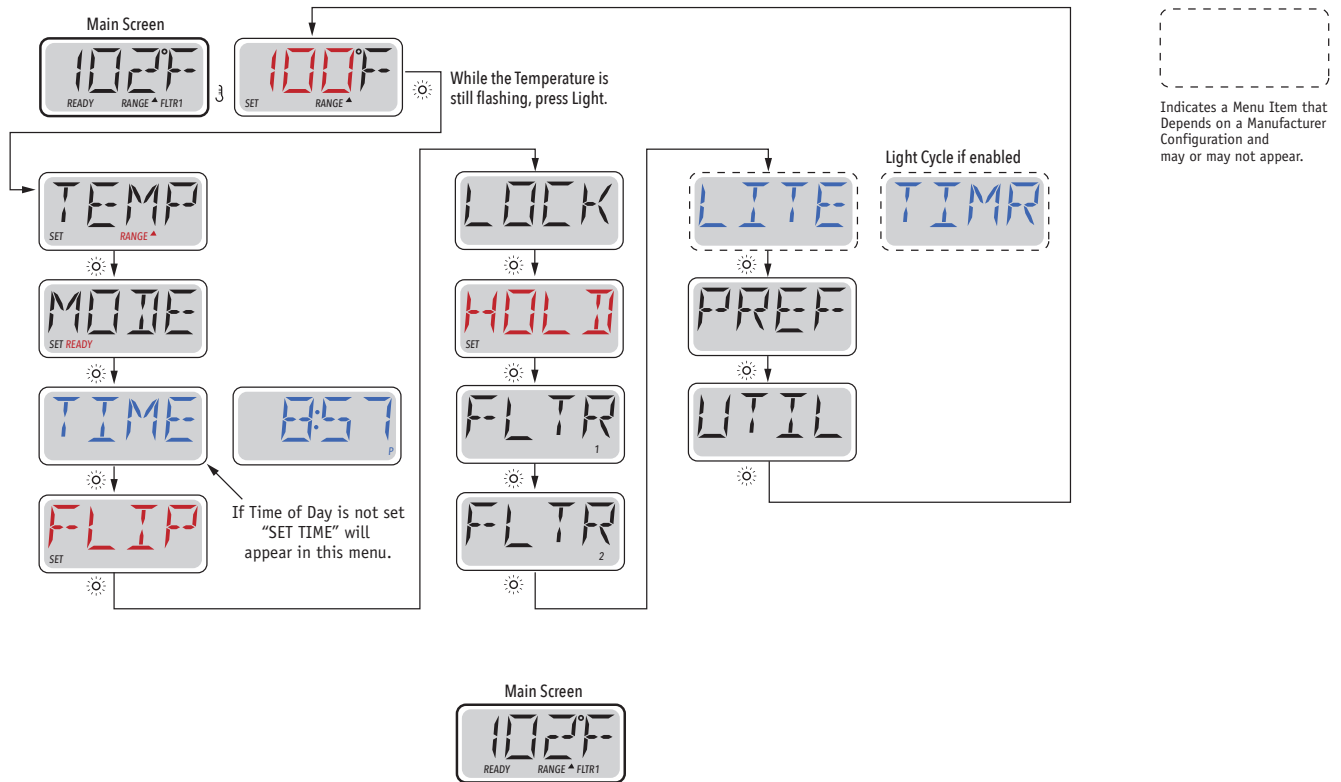 Main Screen
102°F
READY RANGE ▲ FLTR1
100°F
SET RANGE ▲
While the Temperature is
still flashing, press Light.
Indicates a Menu Item that
Depends on a Manufacturer
Configuration and
may or may not appear.
TEMP
SET RANGE ▲
MODE
SET READY
TIME
8:57
P
FLIP
SET
If Time of Day is not set
“SET TIME” will
appear in this menu.
LOCK
HOLD
SET
FLTR
1
FLTR
2
Light Cycle if enabled
LITE TIMR
PREF
UTIL
Main Screen
102°F
READY RANGE ▲ FLTR1